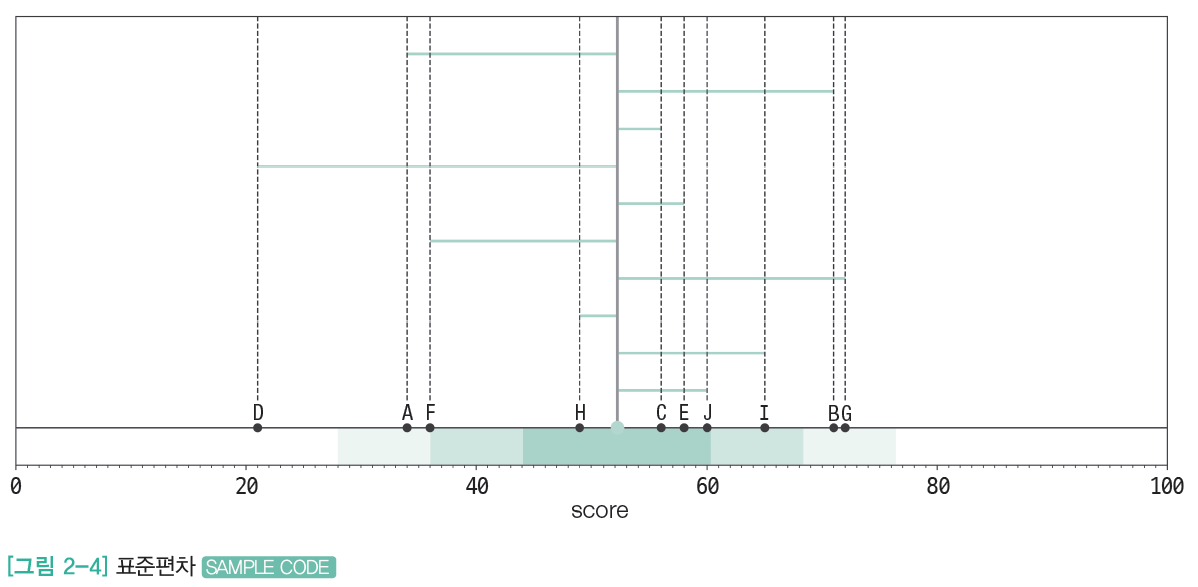 D A F H C E J I B G
0 20 40 60 80 100
score
[그림 2-4] 표준편차 SAMPLE CODE